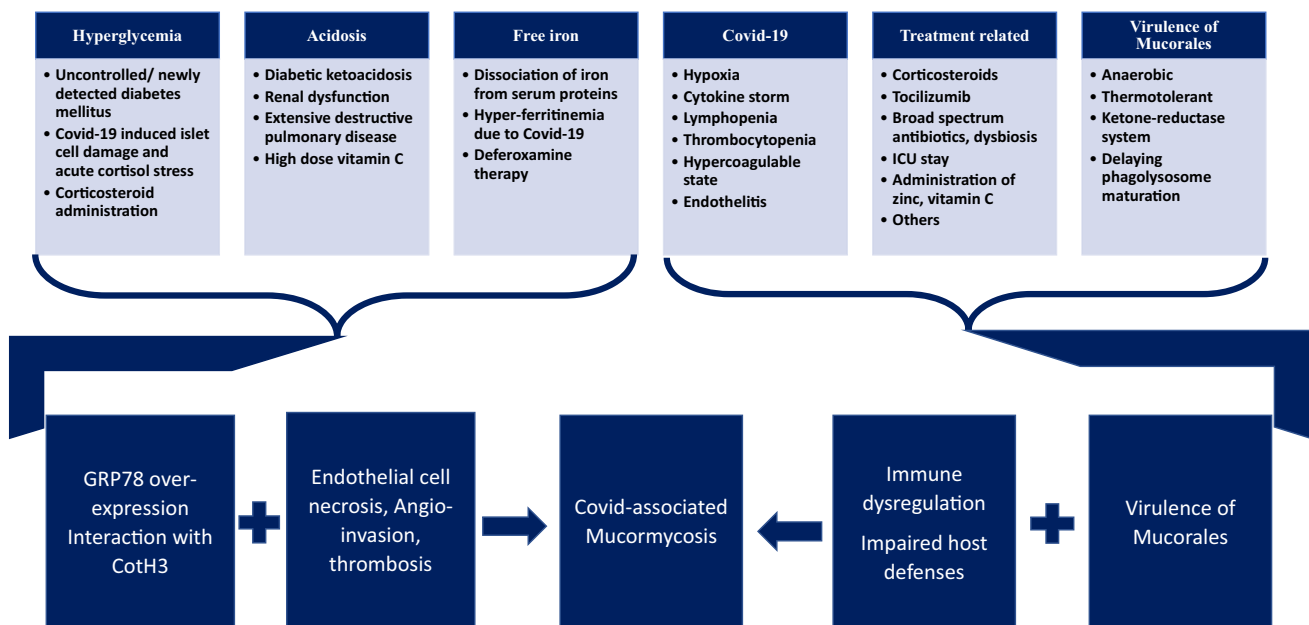 Hyperglycemia
• Uncontrolled/ newly
detected diabetes
mellitus
• Covid-19 induced islet
cell damage and
acute cortisol stress
• Corticosteroid
administration
Acidosis
• Diabetic ketoacidosis
• Renal dysfunction
• Extensive destructive
pulmonary disease
• High dose vitamin C
Free iron
• Dissociation of iron
from serum proteins
• Hyper-ferritinemia
due to Covid-19
• Deferoxamine
therapy
Covid-19
• Hypoxia
• Cytokine storm
• Lymphopenia
• Thrombocytopenia
• Hypercoagulable
state
• Endothelitis
Treatment related
• Corticosteroids
• Tocilizumab
• Broad spectrum
antibiotics, dysbiosis
• ICU stay
• Administration of
zinc, vitamin C
• Others
Virulence of
Mucorales
• Anaerobic
• Thermotolerant
• Ketone-reductase
system
• Delaying
phagolysosome
maturation
GRP78 over-
expression
Interaction with
CotH3
Endothelial cell
necrosis, Angio-
invasion,
thrombosis
Covid-associated
Mucormycosis
Immune
dysregulation
Impaired host
defenses
Virulence of
Mucorales